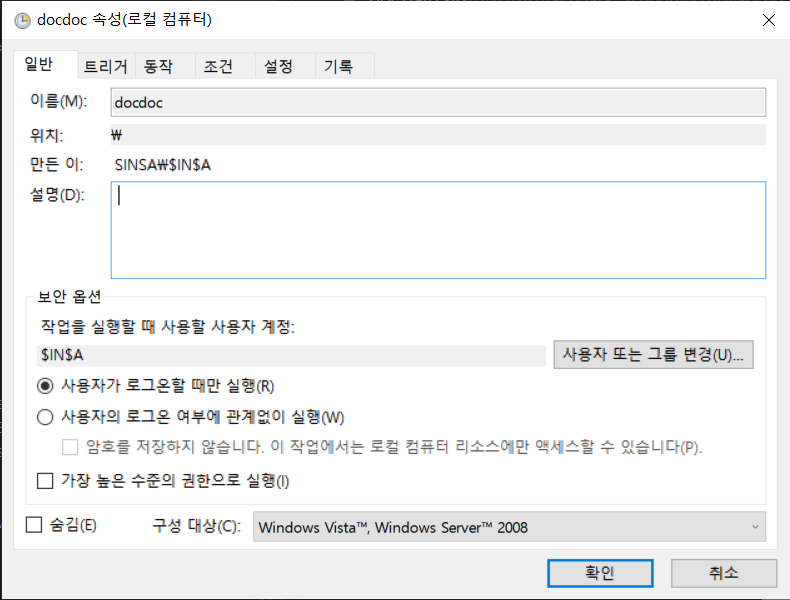 docdoc 속성(로컬 컴퓨터)
일반 트리거 동작 조건 설정 기록
이름(M): docdoc
위치: ₩
만든 이: SINSA₩$IN$A
설명(D):
보안 옵션
작업을 실행할 때 사용할 사용자 계정:
$IN$A 사용자 또는 그룹 변경(U)...
사용자가 로그온할 때만 실행(R)
사용자의 로그온 여부에 관계없이 실행(W)
암호를 저장하지 않습니다. 이 작업에서는 로컬 컴퓨터 리소스에만 액세스할 수 있습니다(P).
가장 높은 수준의 권한으로 실행(I)
숨김(E) 구성 대상(C): Windows Vista™, Windows Server™ 2008
확인 취소